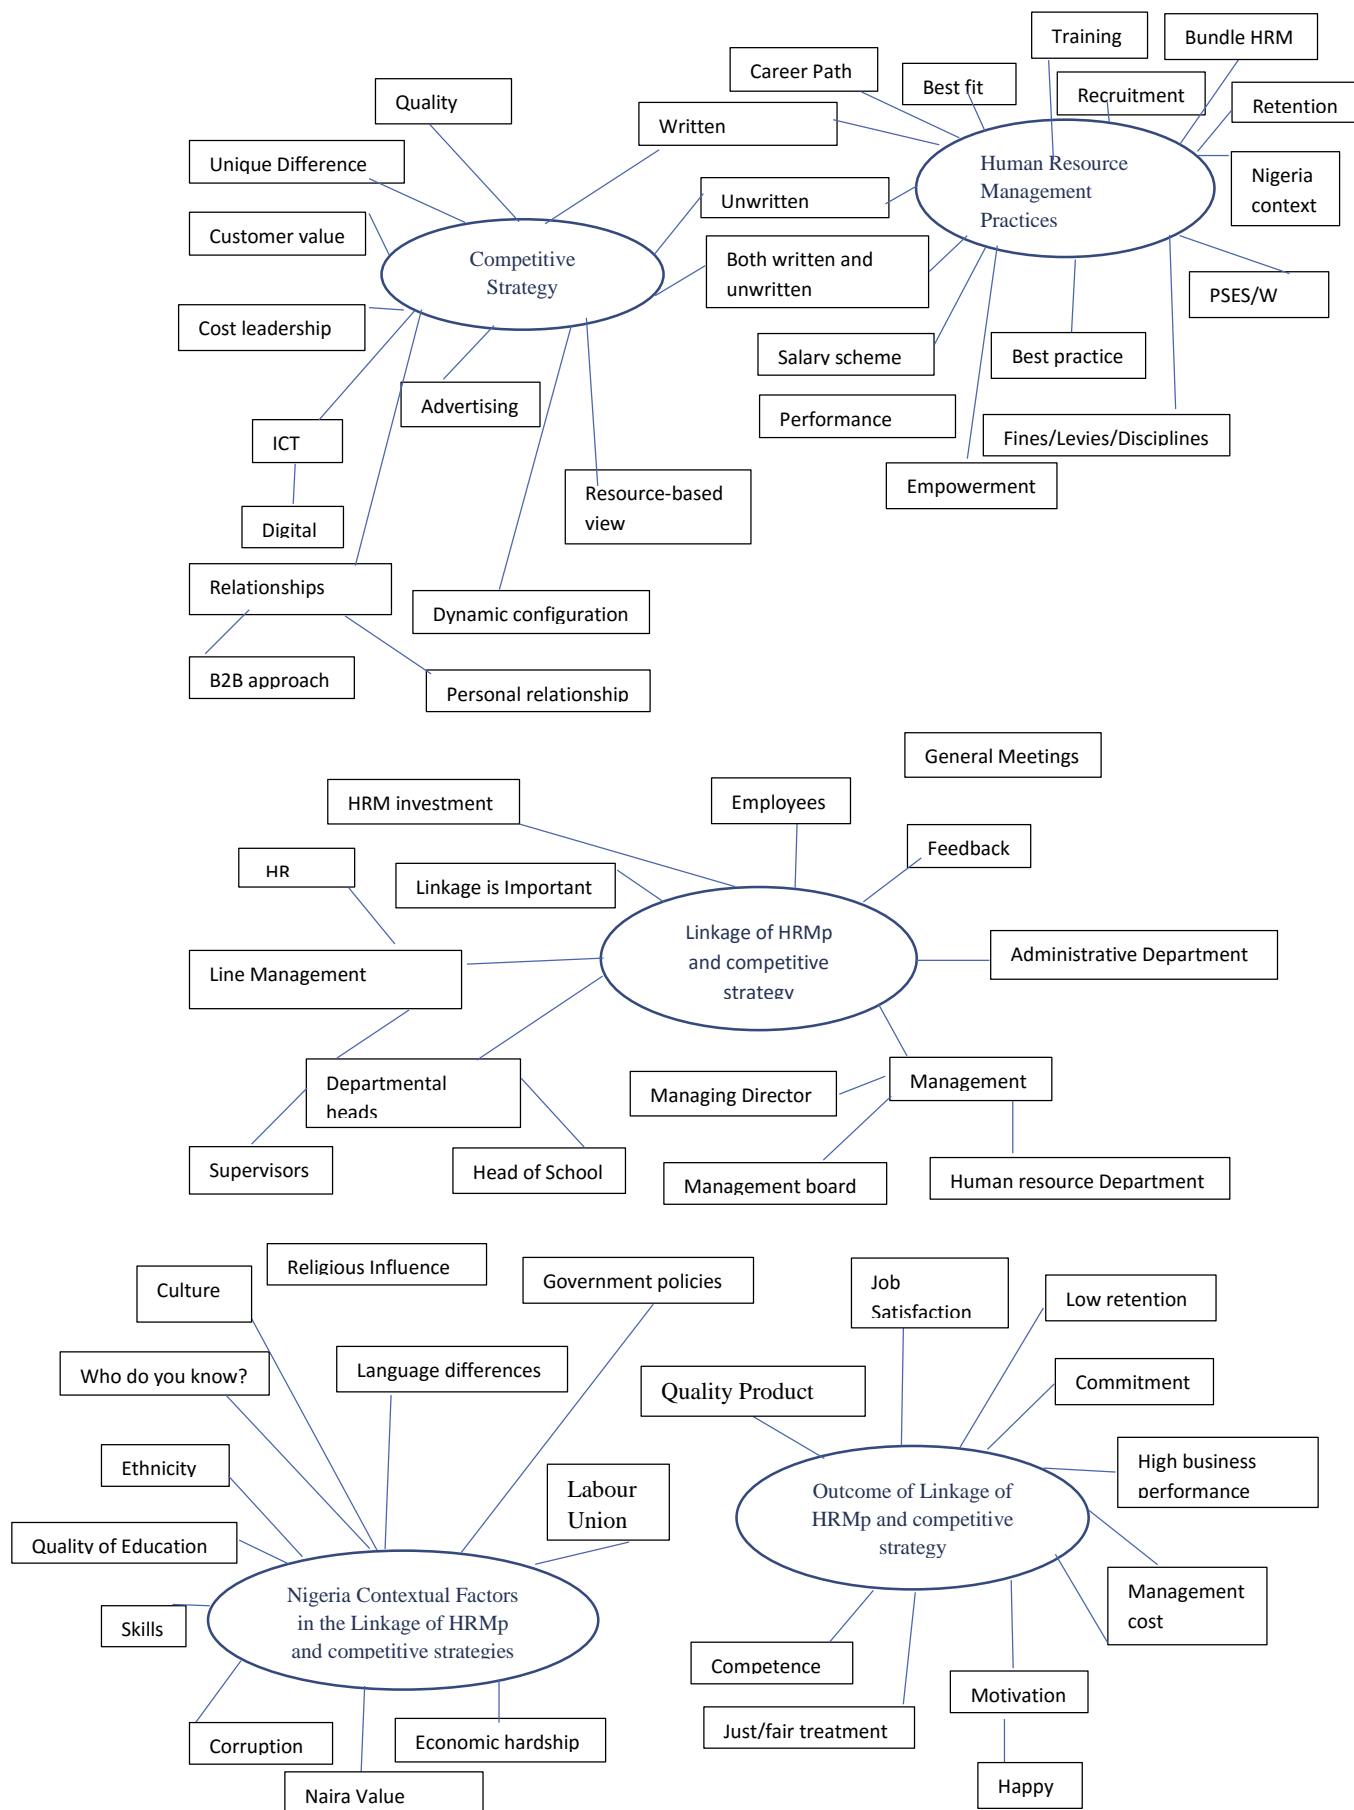 Training
Bundle HRM
Career Path
Best fit
Recruitment
Retention
Quality
Written
Unique Difference
Human Resource
Management
Practices
Nigeria
context
Unwritten
Customer value
Competitive
Strategy
Both written and
unwritten
PSES/W
Cost leadership
Salary scheme
Best practice
Advertising
Performance
ICT
Fines/Levies/Disciplines
Empowerment
Resource-based
view
Digital
Relationships
Dynamic configuration
B2B approach
Personal relationship
General Meetings
HRM investment
Employees
Feedback
HR
Linkage is Important
Linkage of HRMp
and competitive
strategy
Line Management
Administrative Department
Departmental
heads
Managing Director
Management
Supervisors
Head of School
Management board
Human resource Department
Religious Influence
Government policies
Culture
Job
Satisfaction
Low retention
Who do you know?
Language differences
Quality Product
Commitment
Ethnicity
High business
performance
Labour
Union
Outcome of Linkage of
HRMp and competitive
strategy
Quality of Education
Nigeria Contextual Factors
in the Linkage of HRMp
and competitive strategies
Skills
Management
cost
Competence
Motivation
Just/fair treatment
Corruption
Economic hardship
Naira Value
Happy